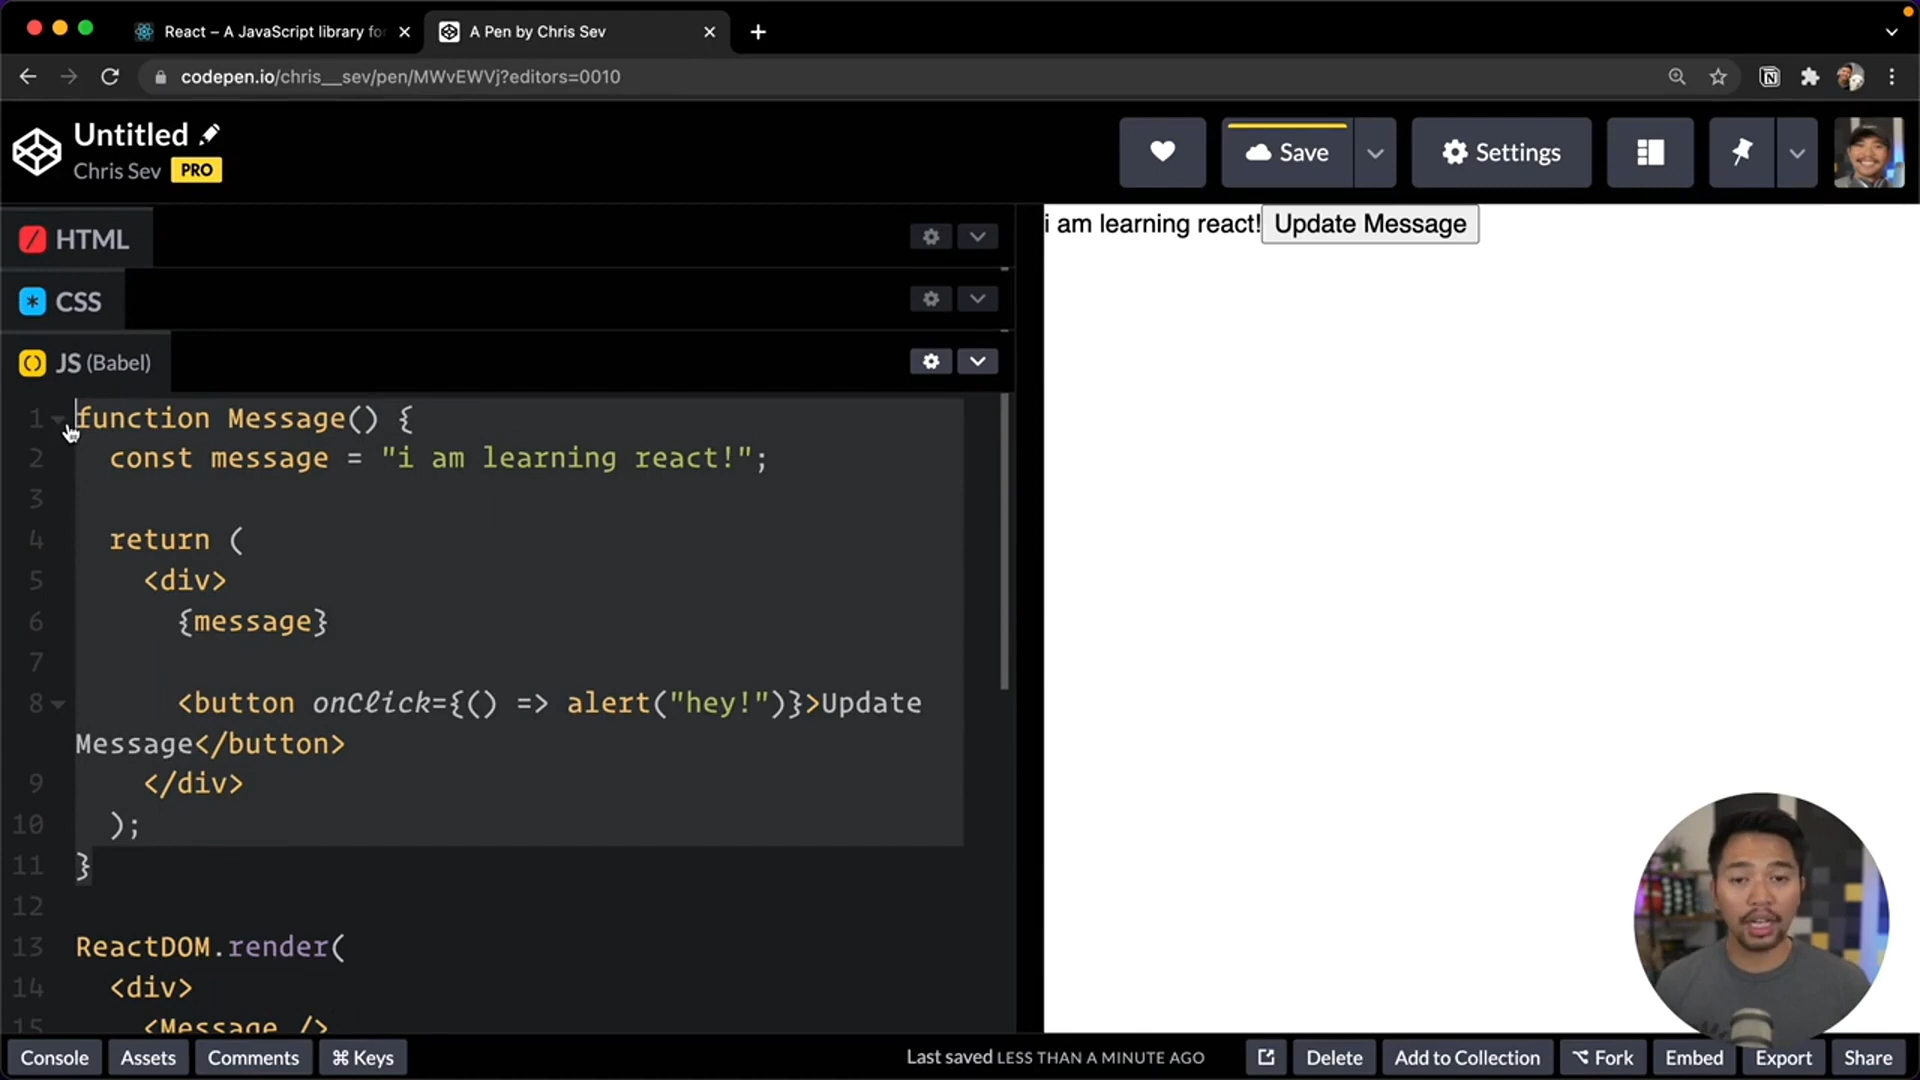 React – A JavaScript library for
A Pen by Chris Sev
codepen.io/chris__sev/pen/MWvEWVj?editors=0010
Untitled
Chris Sev PRO
Save
Settings
HTML
CSS
JS (Babel)
1 function Message() {
2 const message = "i am learning react!";
3
4 return (
5 <div>
6 {message}
7
8 <button onClick={() => alert("hey!")}>Update
Message</button>
9 </div>
10 );
11 }
12
13 ReactDOM.render(
14 <div>
15 <Message />
i am learning react! Update Message
Console Assets Comments ⌘ Keys
Last saved LESS THAN A MINUTE AGO
Delete Add to Collection ⌥ Fork Embed Export Share